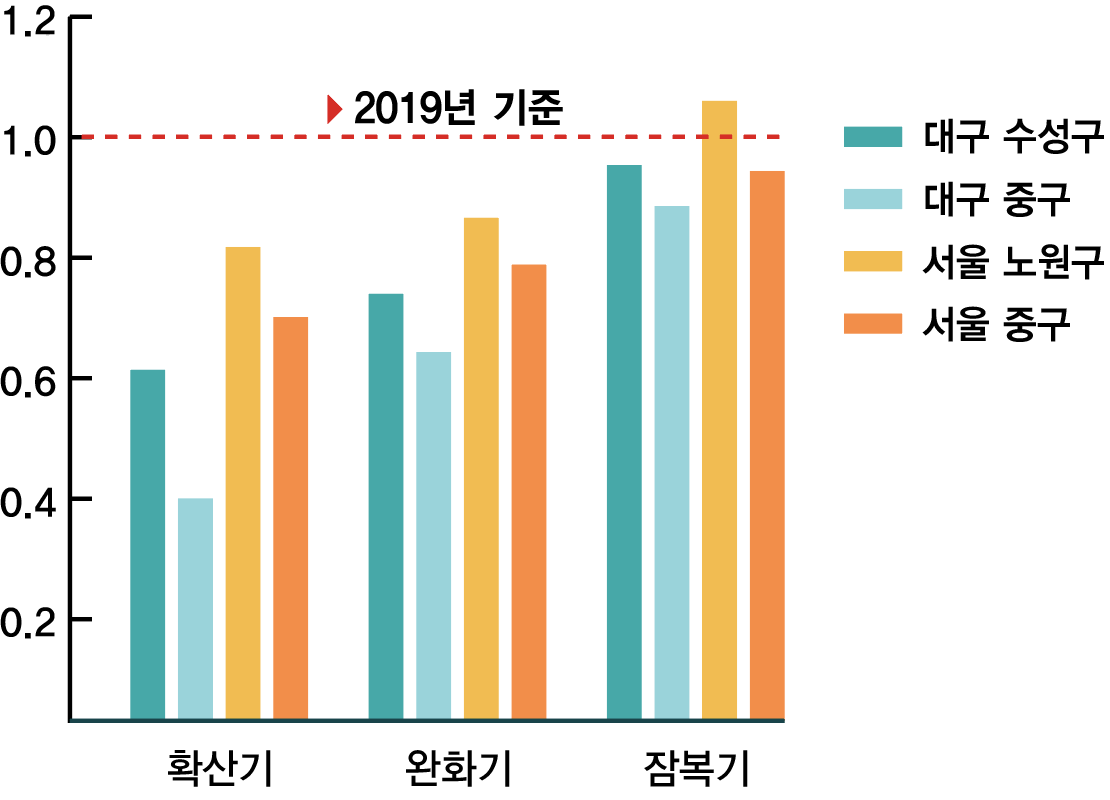 1.2
1.0
0.8
0.6
0.4
0.2
2019년 기준
대구 수성구
대구 중구
서울 노원구
서울 중구
확산기
완화기
잠복기